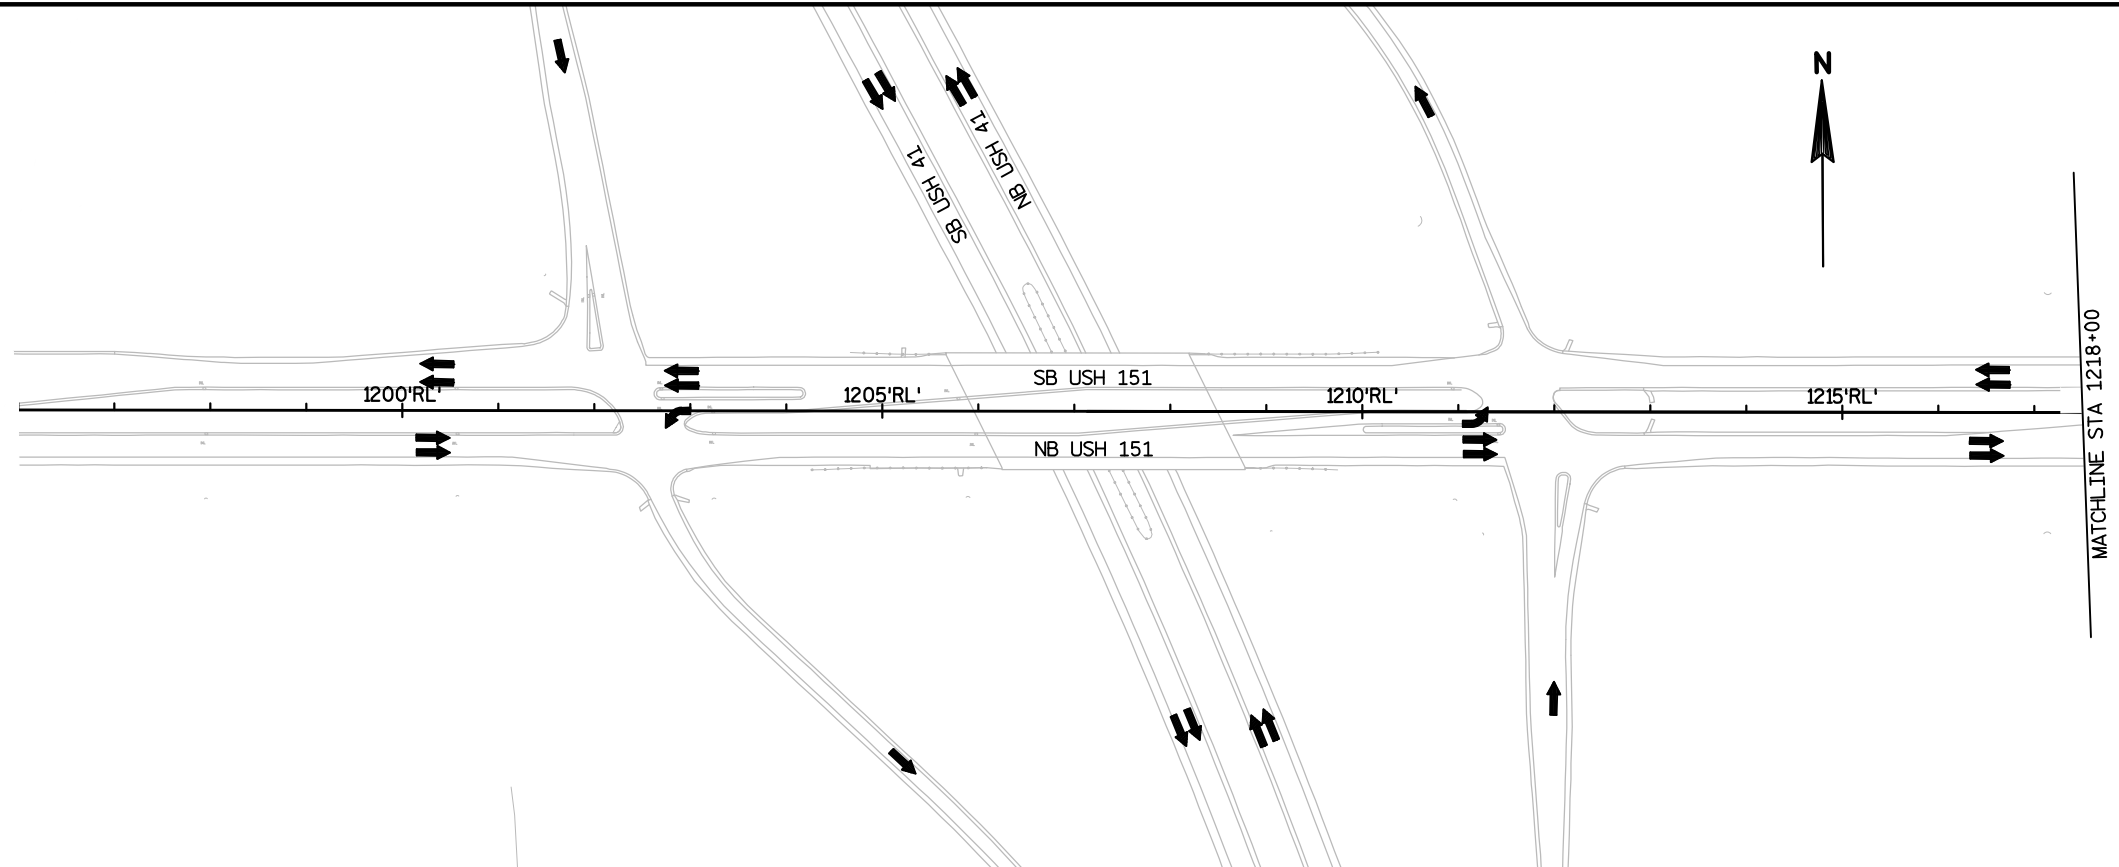 N
SB USH 41
NB USH 41
SB USH 151
1200'RL'
1205'RL'
1210'RL'
1215'RL'
NB USH 151
MATCHLINE STA 1218+00